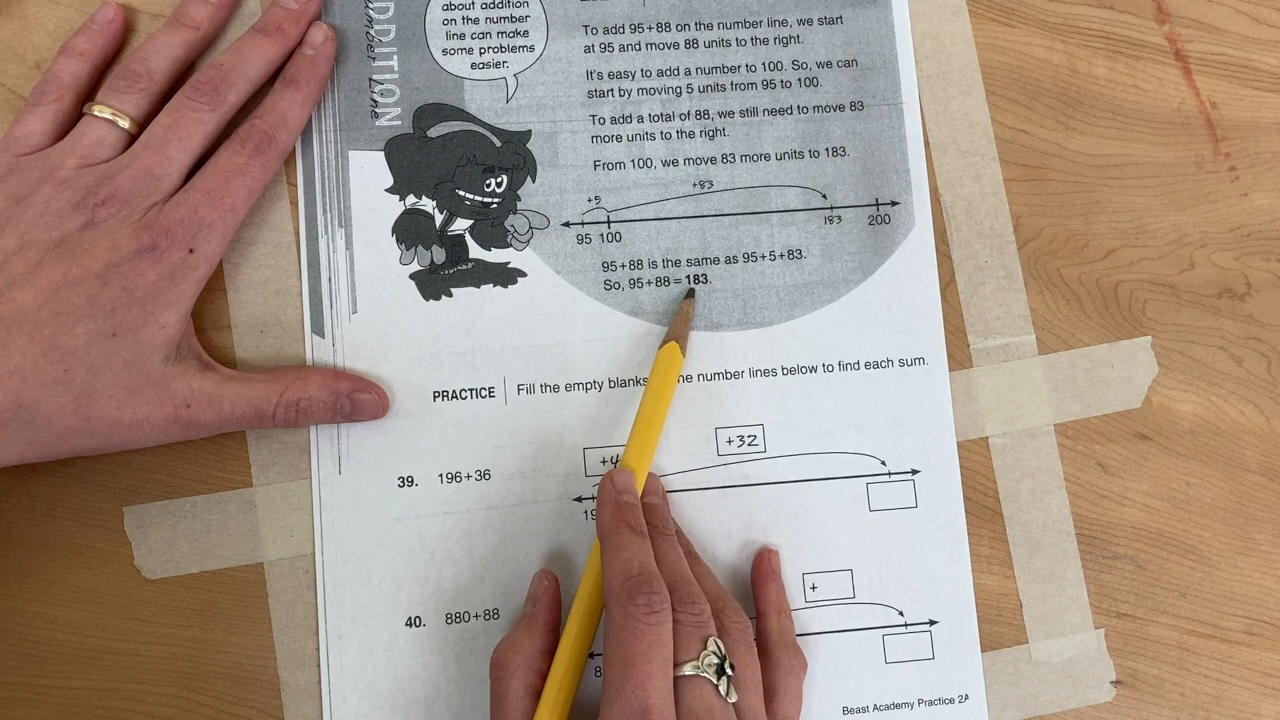 about addition
on the number
line can make
some problems
easier.
ADDITION
Number Line
To add 95+88 on the number line, we start
at 95 and move 88 units to the right.
It's easy to add a number to 100. So, we can
start by moving 5 units from 95 to 100.
To add a total of 88, we still need to move 83
more units to the right.
From 100, we move 83 more units to 183.
+5 +83
95 100 183 200
95+88 is the same as 95+5+83.
So, 95+88=183.
PRACTICE | Fill the empty blanks number lines below to find each sum.
39. 196+36
+4 +32
40. 880+88
+
8
Beast Academy Practice 2A